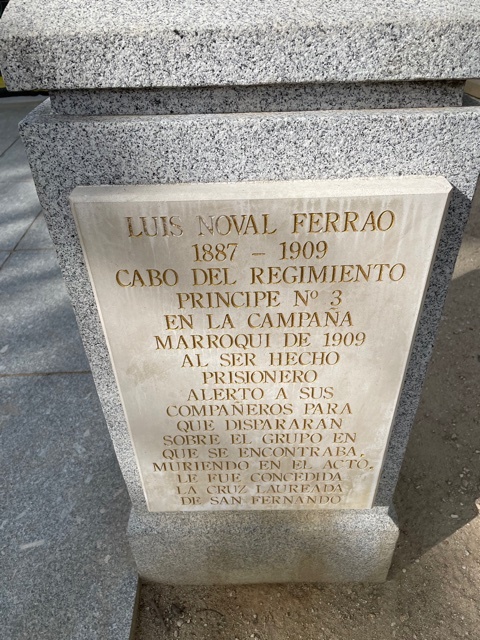 LUIS NOVAL FERRAO
1887 - 1909
CABO DEL REGIMIENTO
PRINCIPE Nº 3
EN LA CAMPAÑA
MARROQUI DE 1909
AL SER HECHO
PRISIONERO
ALERTO A SUS
COMPAÑEROS PARA
QUE DISPARARAN
SOBRE EL GRUPO EN
QUE SE ENCONTRABA,
MURIENDO EN EL ACTO.
LE FUE CONCEDIDA
LA CRUZ LAUREADA
DE SAN FERNANDO